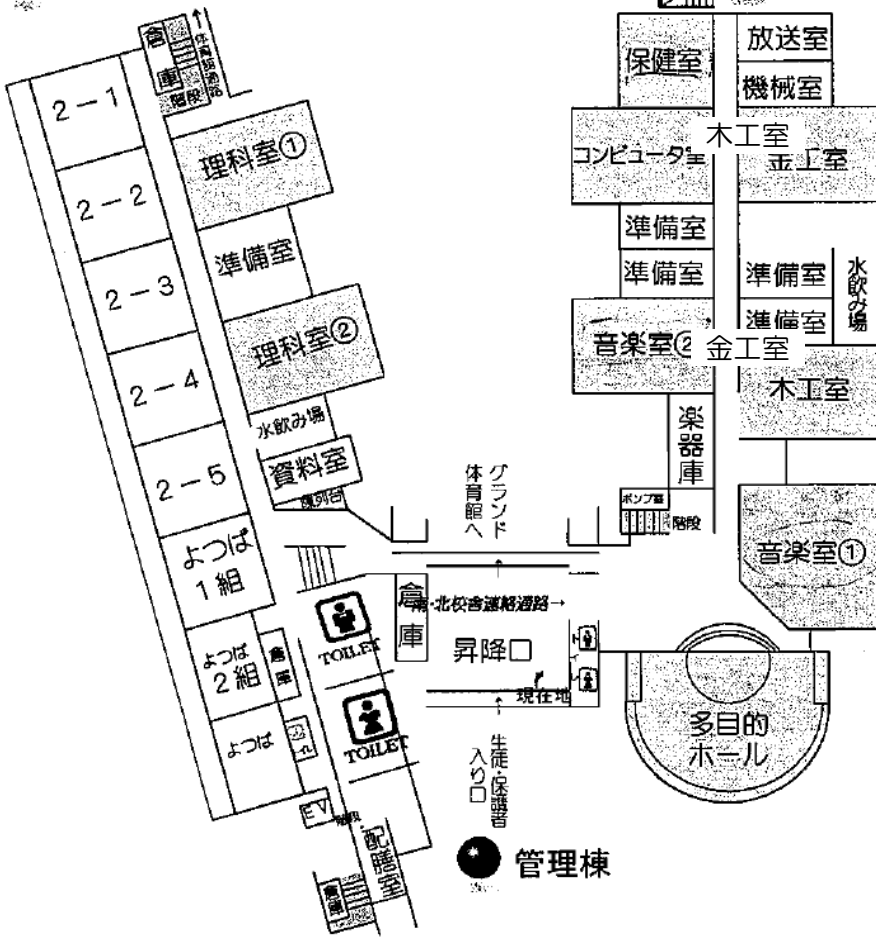 倉庫
↑体育館通路
階段
2-1
2-2
2-3
2-4
2-5
よつば
1組
よつば
2組
倉庫
よつば
トイレ
EV
階段
配膳室
倉庫
理科室①
準備室
理科室②
水飲み場
資料室
陳列台
TOILET
TOILET
倉庫
グランド
体育館へ
南・北校舎連絡通路→
昇降口
現在地
トイレ
生徒・保護者
入り口
管理棟
保健室
放送室
機械室
コンピュータ室
木工室
金工室
準備室
準備室
準備室
準備室
水飲み場
音楽室②
金工室
木工室
楽器庫
ポンプ室
階段
音楽室①
多目的
ホール